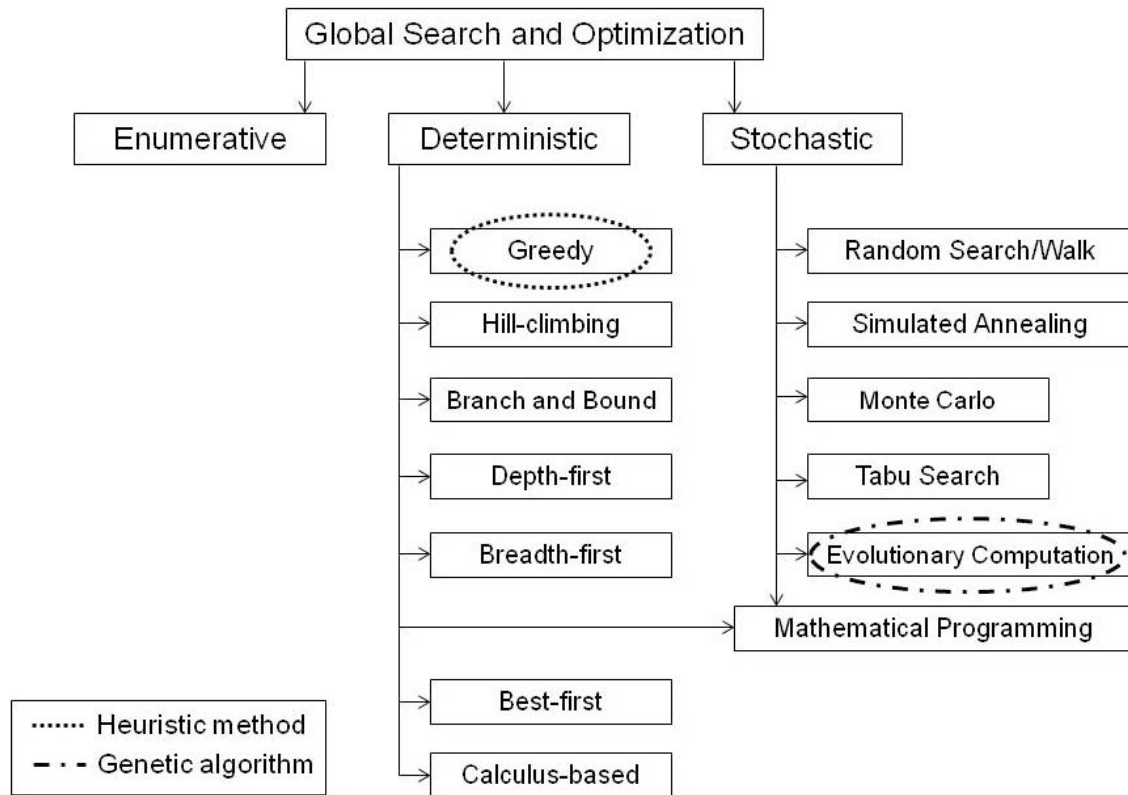 Global Search and Optimization
Enumerative
Deterministic
Stochastic
Greedy
Hill-climbing
Branch and Bound
Depth-first
Breadth-first
Best-first
Calculus-based
Random Search/Walk
Simulated Annealing
Monte Carlo
Tabu Search
Evolutionary Computation
Mathematical Programming
Heuristic method
Genetic algorithm